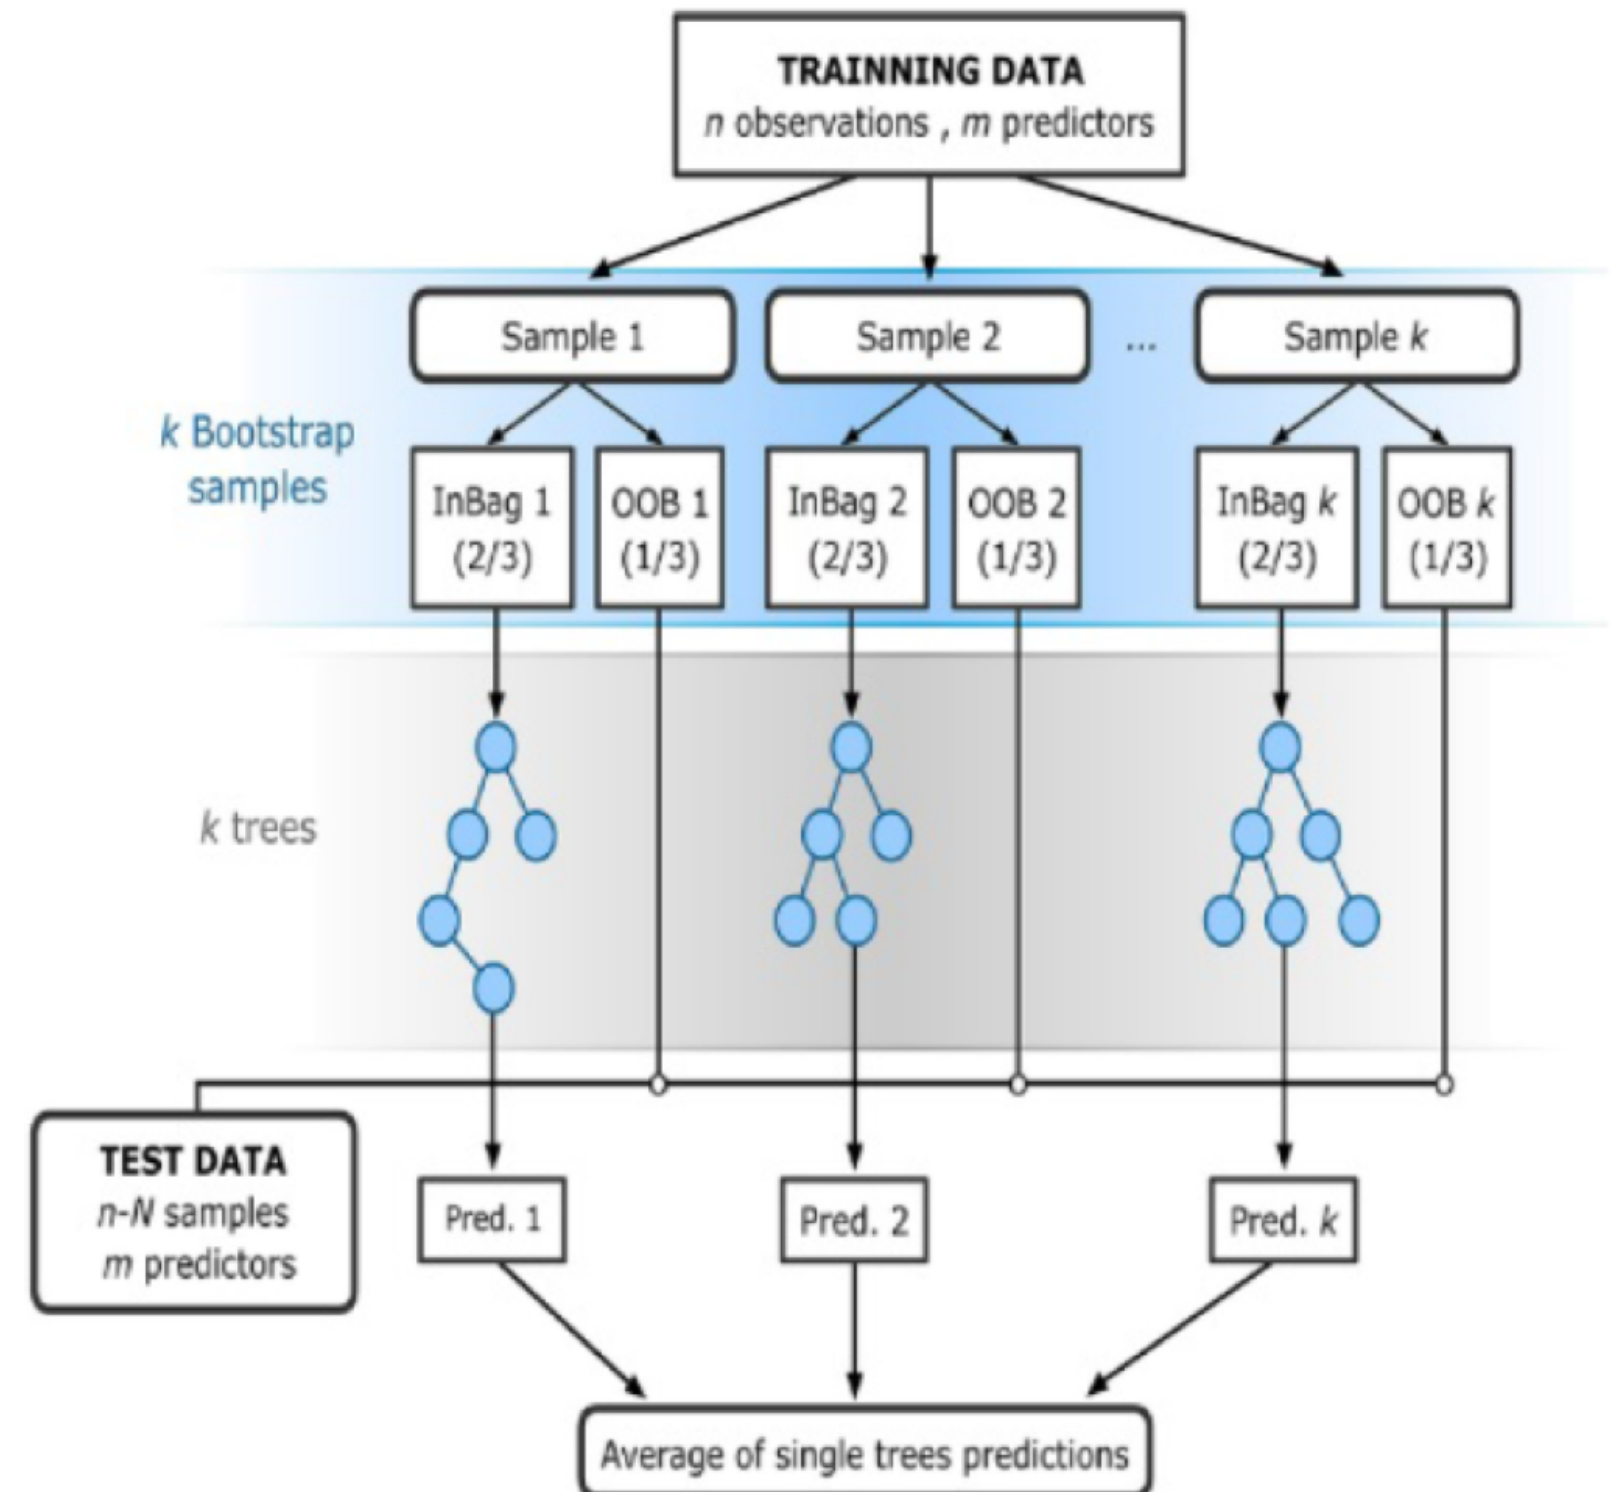 TRAINNING DATA
n observations , m predictors
Sample 1
Sample 2
...
Sample k
k Bootstrap
samples
InBag 1
(2/3)
OOB 1
(1/3)
InBag 2
(2/3)
OOB 2
(1/3)
InBag k
(2/3)
OOB k
(1/3)
k trees
TEST DATA
n-N samples
m predictors
Pred. 1
Pred. 2
Pred. k
Average of single trees predictions